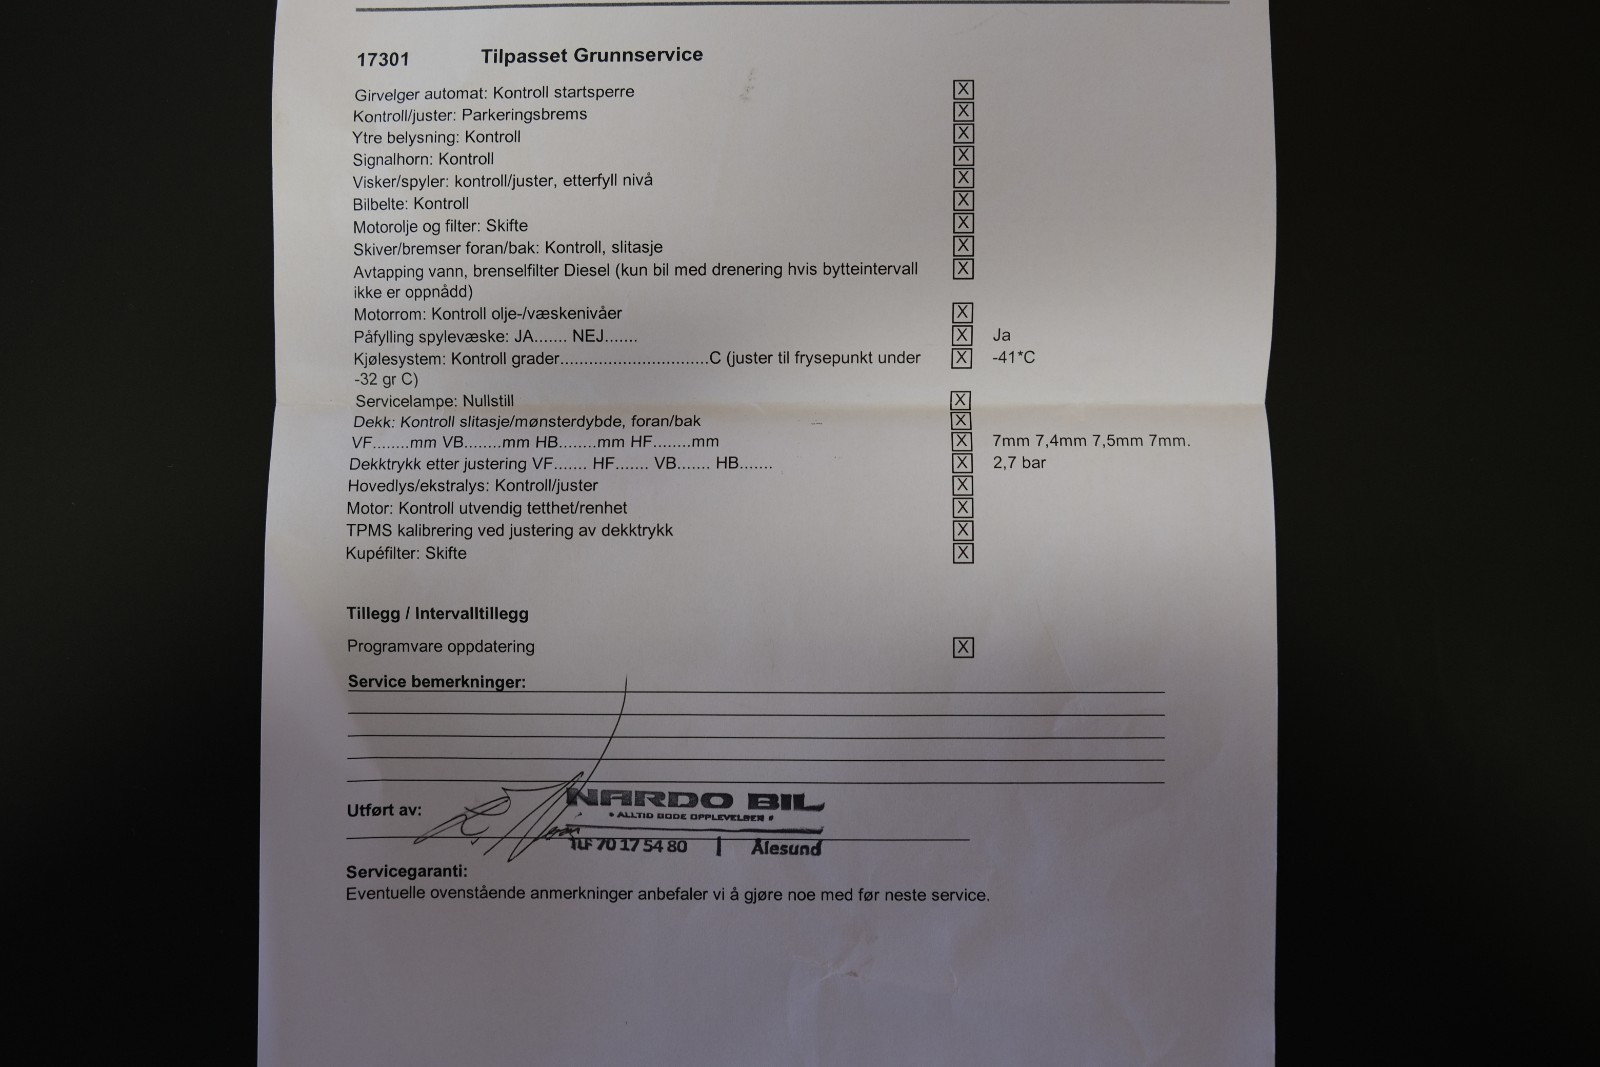 17301 Tilpasset Grunnservice
Girvelger automat: Kontroll startsperre X
Kontroll/juster: Parkeringsbrems X
Ytre belysning: Kontroll X
Signalhorn: Kontroll X
Visker/spyler: kontroll/juster, etterfyll nivå X
Bilbelte: Kontroll X
Motorolje og filter: Skifte X
Skiver/bremser foran/bak: Kontroll, slitasje X
Avtapping vann, brenselfilter Diesel (kun bil med drenering hvis bytteintervall X
ikke er oppnådd)
Motorrom: Kontroll olje-/væskenivåer X
Påfylling spylevæske: JA....... NEJ....... X Ja
Kjølesystem: Kontroll grader................................C (juster til frysepunkt under X -41*C
-32 gr C)
Servicelampe: Nullstill X
Dekk: Kontroll slitasje/mønsterdybde, foran/bak X
VF........mm VB........mm HB........mm HF........mm X 7mm 7,4mm 7,5mm 7mm.
Dekktrykk etter justering VF....... HF....... VB....... HB....... X 2,7 bar
Hovedlys/ekstralys: Kontroll/juster X
Motor: Kontroll utvendig tetthet/renhet X
TPMS kalibrering ved justering av dekktrykk X
Kupéfilter: Skifte X
Tillegg / Intervalltillegg
Programvare oppdatering X
Service bemerkninger:
Utført av:
NARDO BIL
• ALLTID GODE OPPLEVELSER •
TLF 70 17 54 80 | Ålesund
Servicegaranti:
Eventuelle ovenstående anmerkninger anbefaler vi å gjøre noe med før neste service.